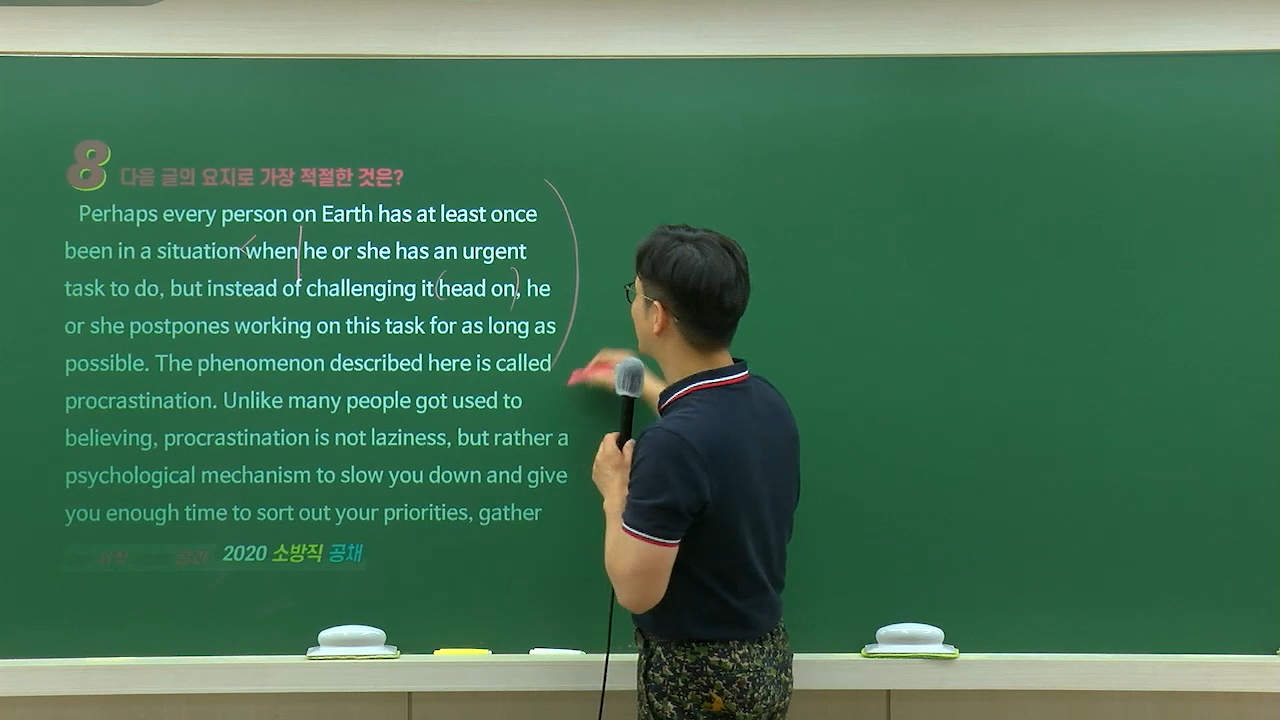 8 다음 글의 요지로 가장 적절한 것은?
Perhaps every person on Earth has at least once
been in a situation when he or she has an urgent
task to do, but instead of challenging it head on, he
or she postpones working on this task for as long as
possible. The phenomenon described here is called
procrastination. Unlike many people got used to
believing, procrastination is not laziness, but rather a
psychological mechanism to slow you down and give
you enough time to sort out your priorities, gather
2020 소방직 공채